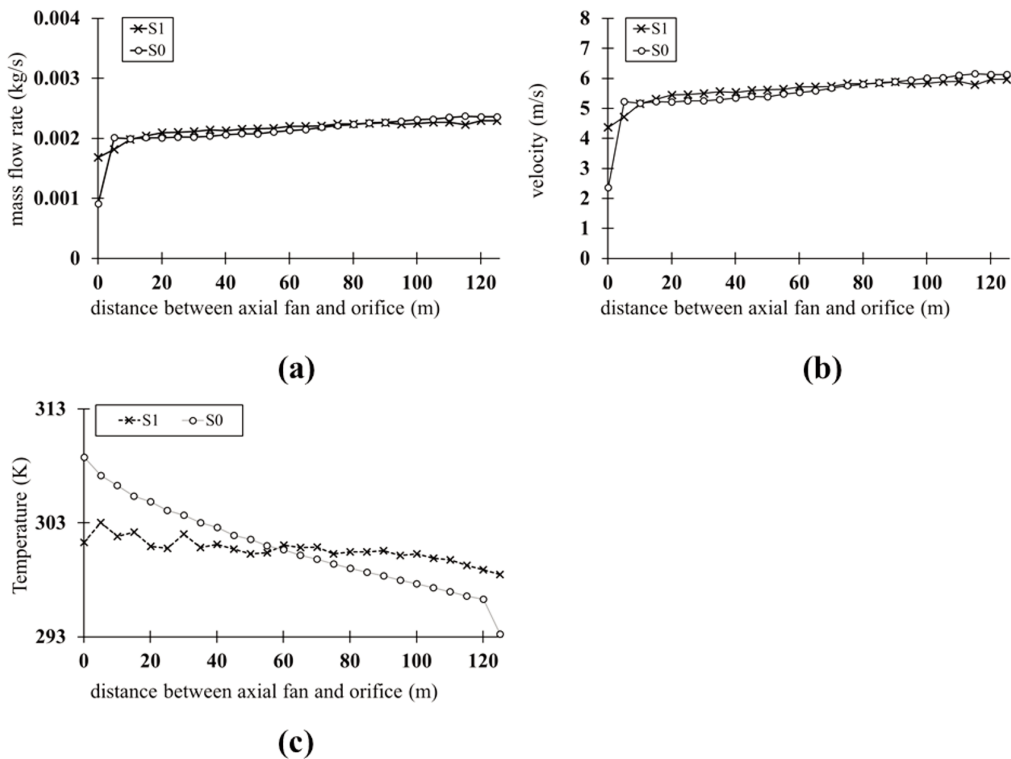 0.004
0.003
0.002
0.001
0
mass flow rate (kg/s)
S1
S0
0 20 40 60 80 100 120
distance between axial fan and orifice (m)
(a)
8
7
6
5
4
3
2
1
0
velocity (m/s)
S1
S0
0 20 40 60 80 100 120
distance between axial fan and orifice (m)
(b)
313
303
293
Temperature (K)
S1 S0
0 20 40 60 80 100 120
distance between axial fan and orifice (m)
(c)